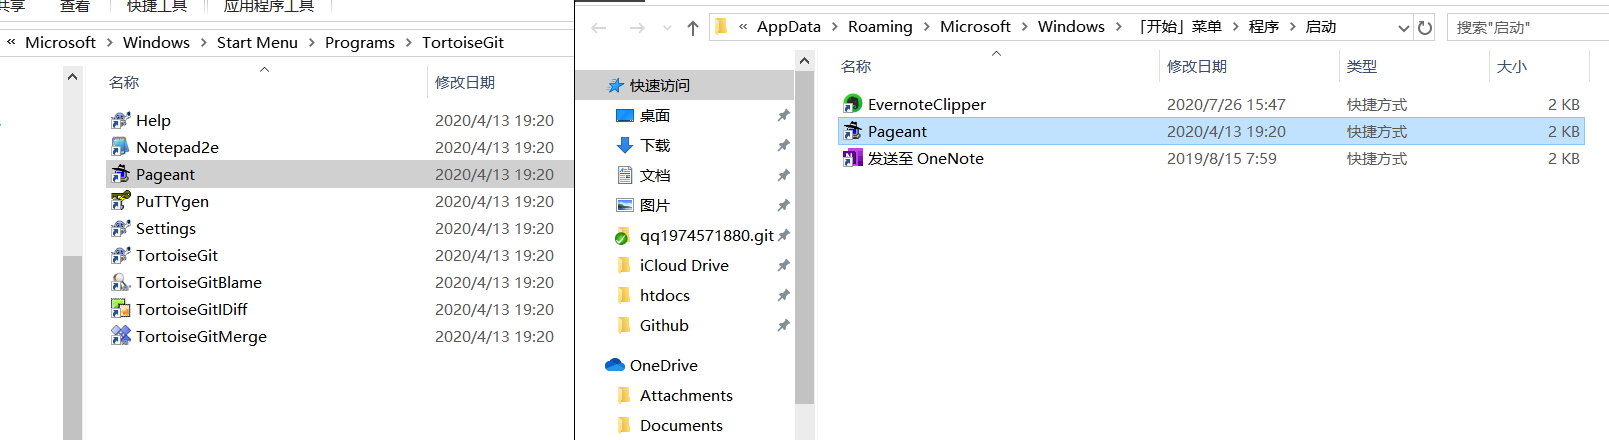 共享 查看 快捷工具 应用程序工具
« Microsoft > Windows > Start Menu > Programs > TortoiseGit
名称 修改日期
Help 2020/4/13 19:20
Notepad2e 2020/4/13 19:20
Pageant 2020/4/13 19:20
PuTTYgen 2020/4/13 19:20
Settings 2020/4/13 19:20
TortoiseGit 2020/4/13 19:20
TortoiseGitBlame 2020/4/13 19:20
TortoiseGitIDiff 2020/4/13 19:20
TortoiseGitMerge 2020/4/13 19:20
« AppData > Roaming > Microsoft > Windows > 「开始」菜单 > 程序 > 启动
搜索"启动"
快速访问
桌面
下载
文档
图片
qq1974571880.git
iCloud Drive
htdocs
Github
OneDrive
Attachments
Documents
名称 修改日期 类型 大小
EvernoteClipper 2020/7/26 15:47 快捷方式 2 KB
Pageant 2020/4/13 19:20 快捷方式 2 KB
发送至 OneNote 2019/8/15 7:59 快捷方式 2 KB